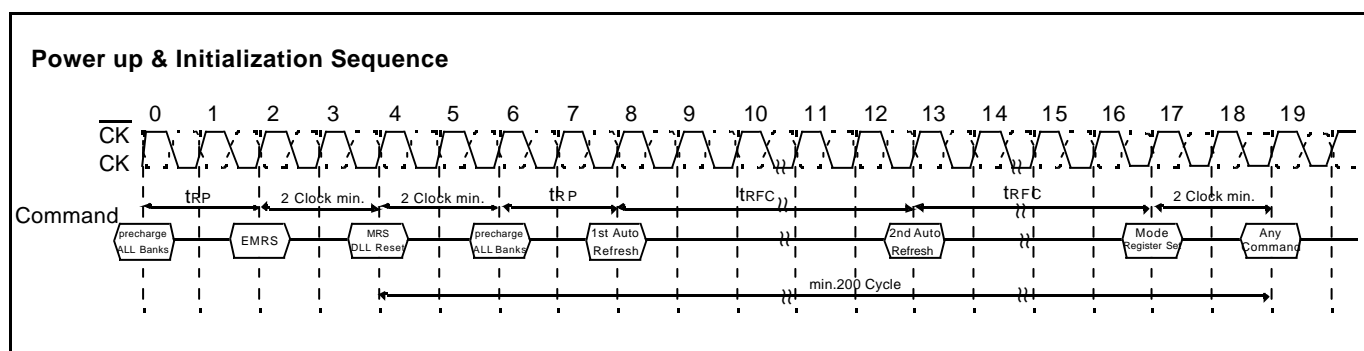 Power up & Initialization Sequence
0 1 2 3 4 5 6 7 8 9 10 11 12 13 14 15 16 17 18 19
CK
CK
tRP 2 Clock min. 2 Clock min. tRP tRFC tRFC 2 Clock min.
Command
precharge
ALL Banks
EMRS
MRS
DLL Reset
precharge
ALL Banks
1st Auto
Refresh
2nd Auto
Refresh
Mode
Register Set
Any
Command
min.200 Cycle